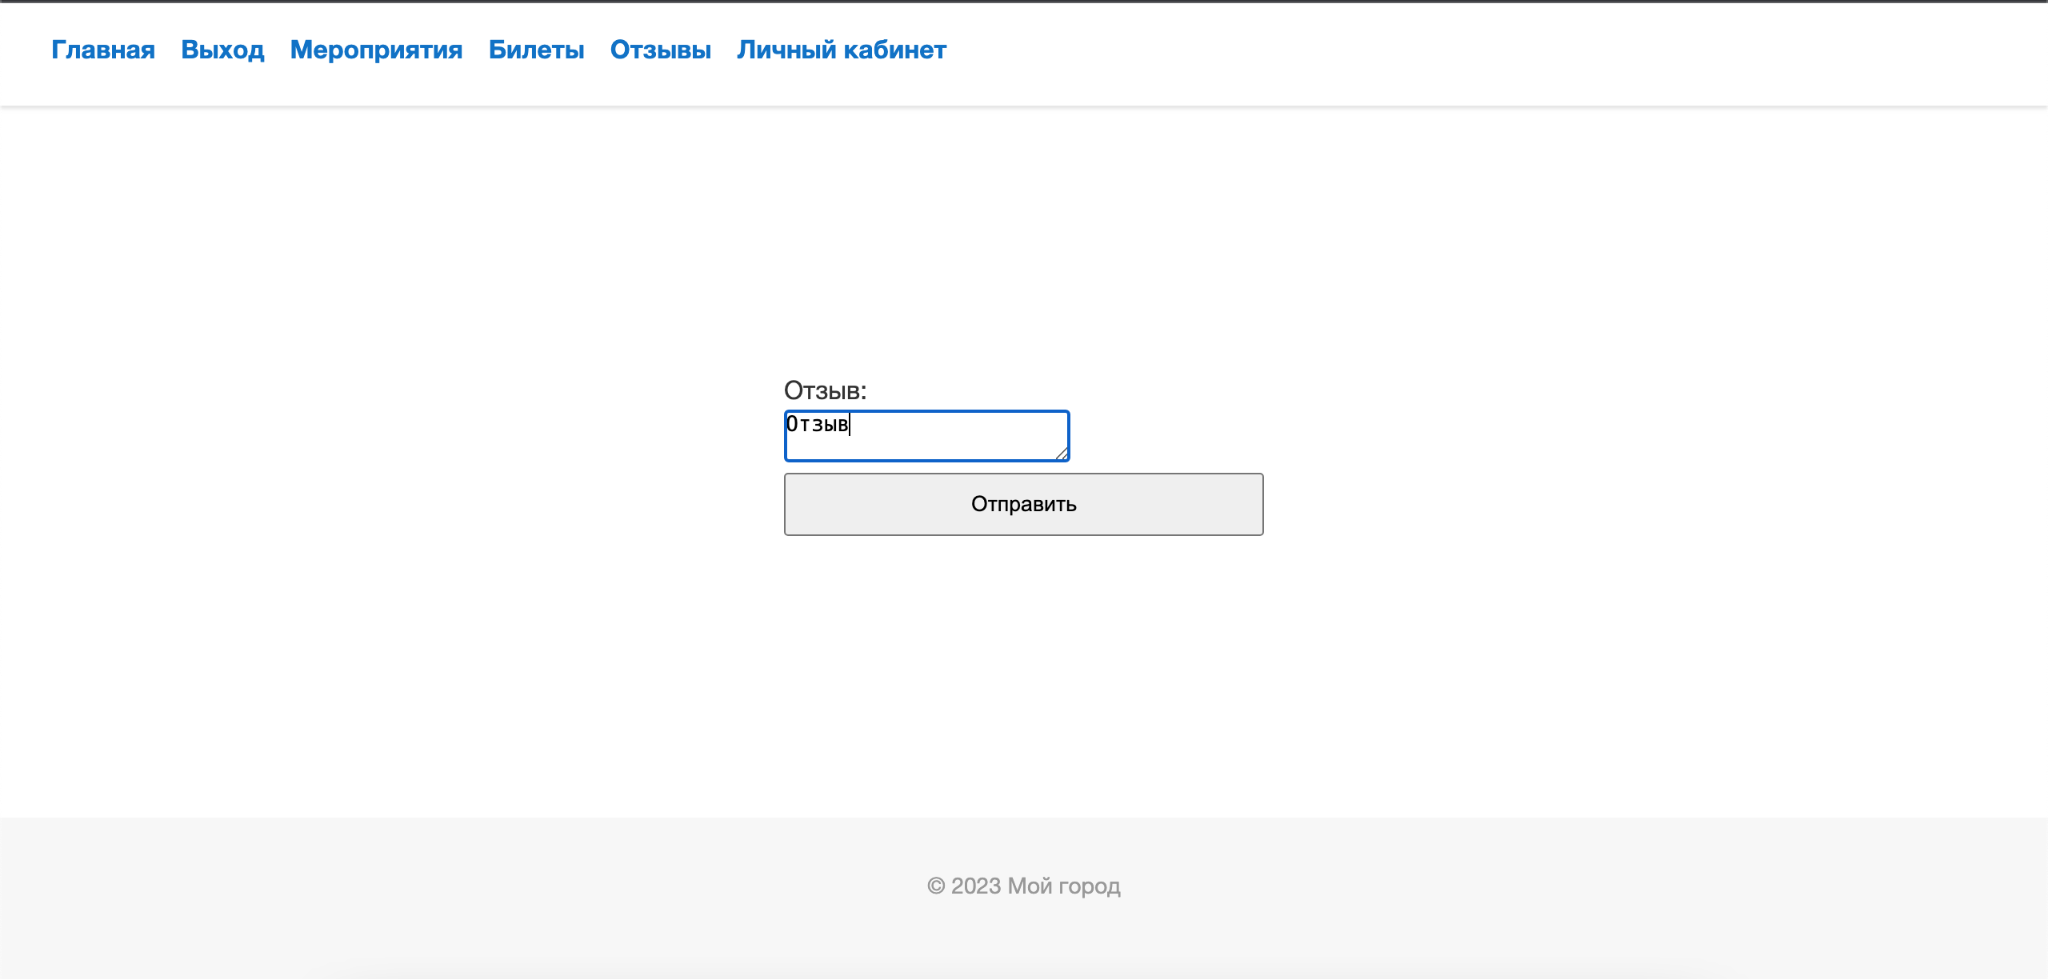 Главная Выход Мероприятия Билеты Отзывы Личный кабинет
Отзыв:
Отзыв
Отправить
© 2023 Мой город